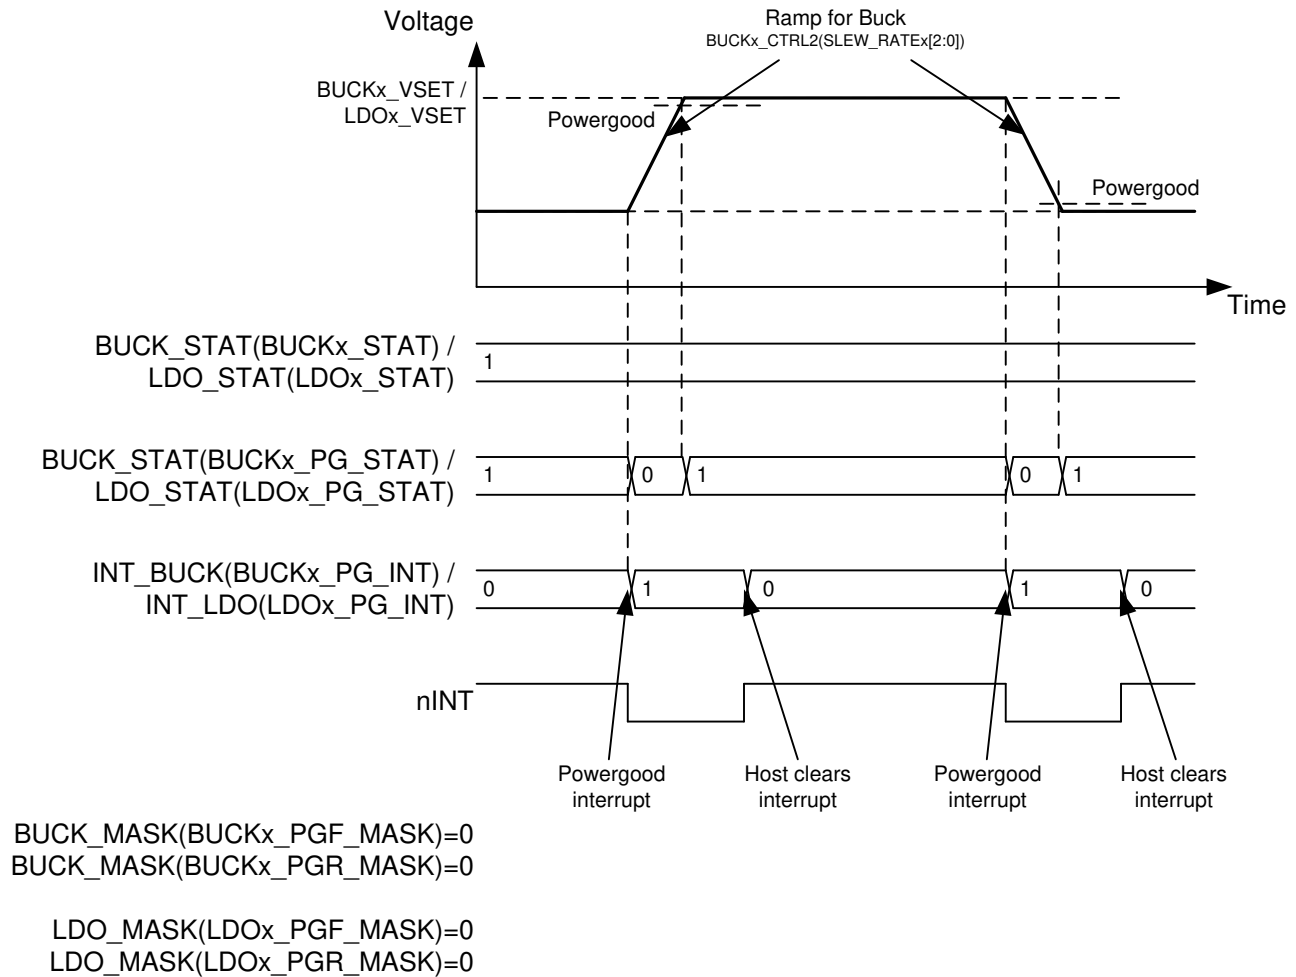 Voltage
Ramp for Buck
BUCKx_CTRL2(SLEW_RATEx[2:0])
BUCKx_VSET /
LDOx_VSET
Powergood
Powergood
Time
BUCK_STAT(BUCKx_STAT) /
LDO_STAT(LDOx_STAT)
1
BUCK_STAT(BUCKx_PG_STAT) /
LDO_STAT(LDOx_PG_STAT)
1 0 1 0 1
INT_BUCK(BUCKx_PG_INT) /
INT_LDO(LDOx_PG_INT)
0 1 0 1 0
nINT
Powergood
interrupt
Host clears
interrupt
Powergood
interrupt
Host clears
interrupt
BUCK_MASK(BUCKx_PGF_MASK)=0
BUCK_MASK(BUCKx_PGR_MASK)=0
LDO_MASK(LDOx_PGF_MASK)=0
LDO_MASK(LDOx_PGR_MASK)=0